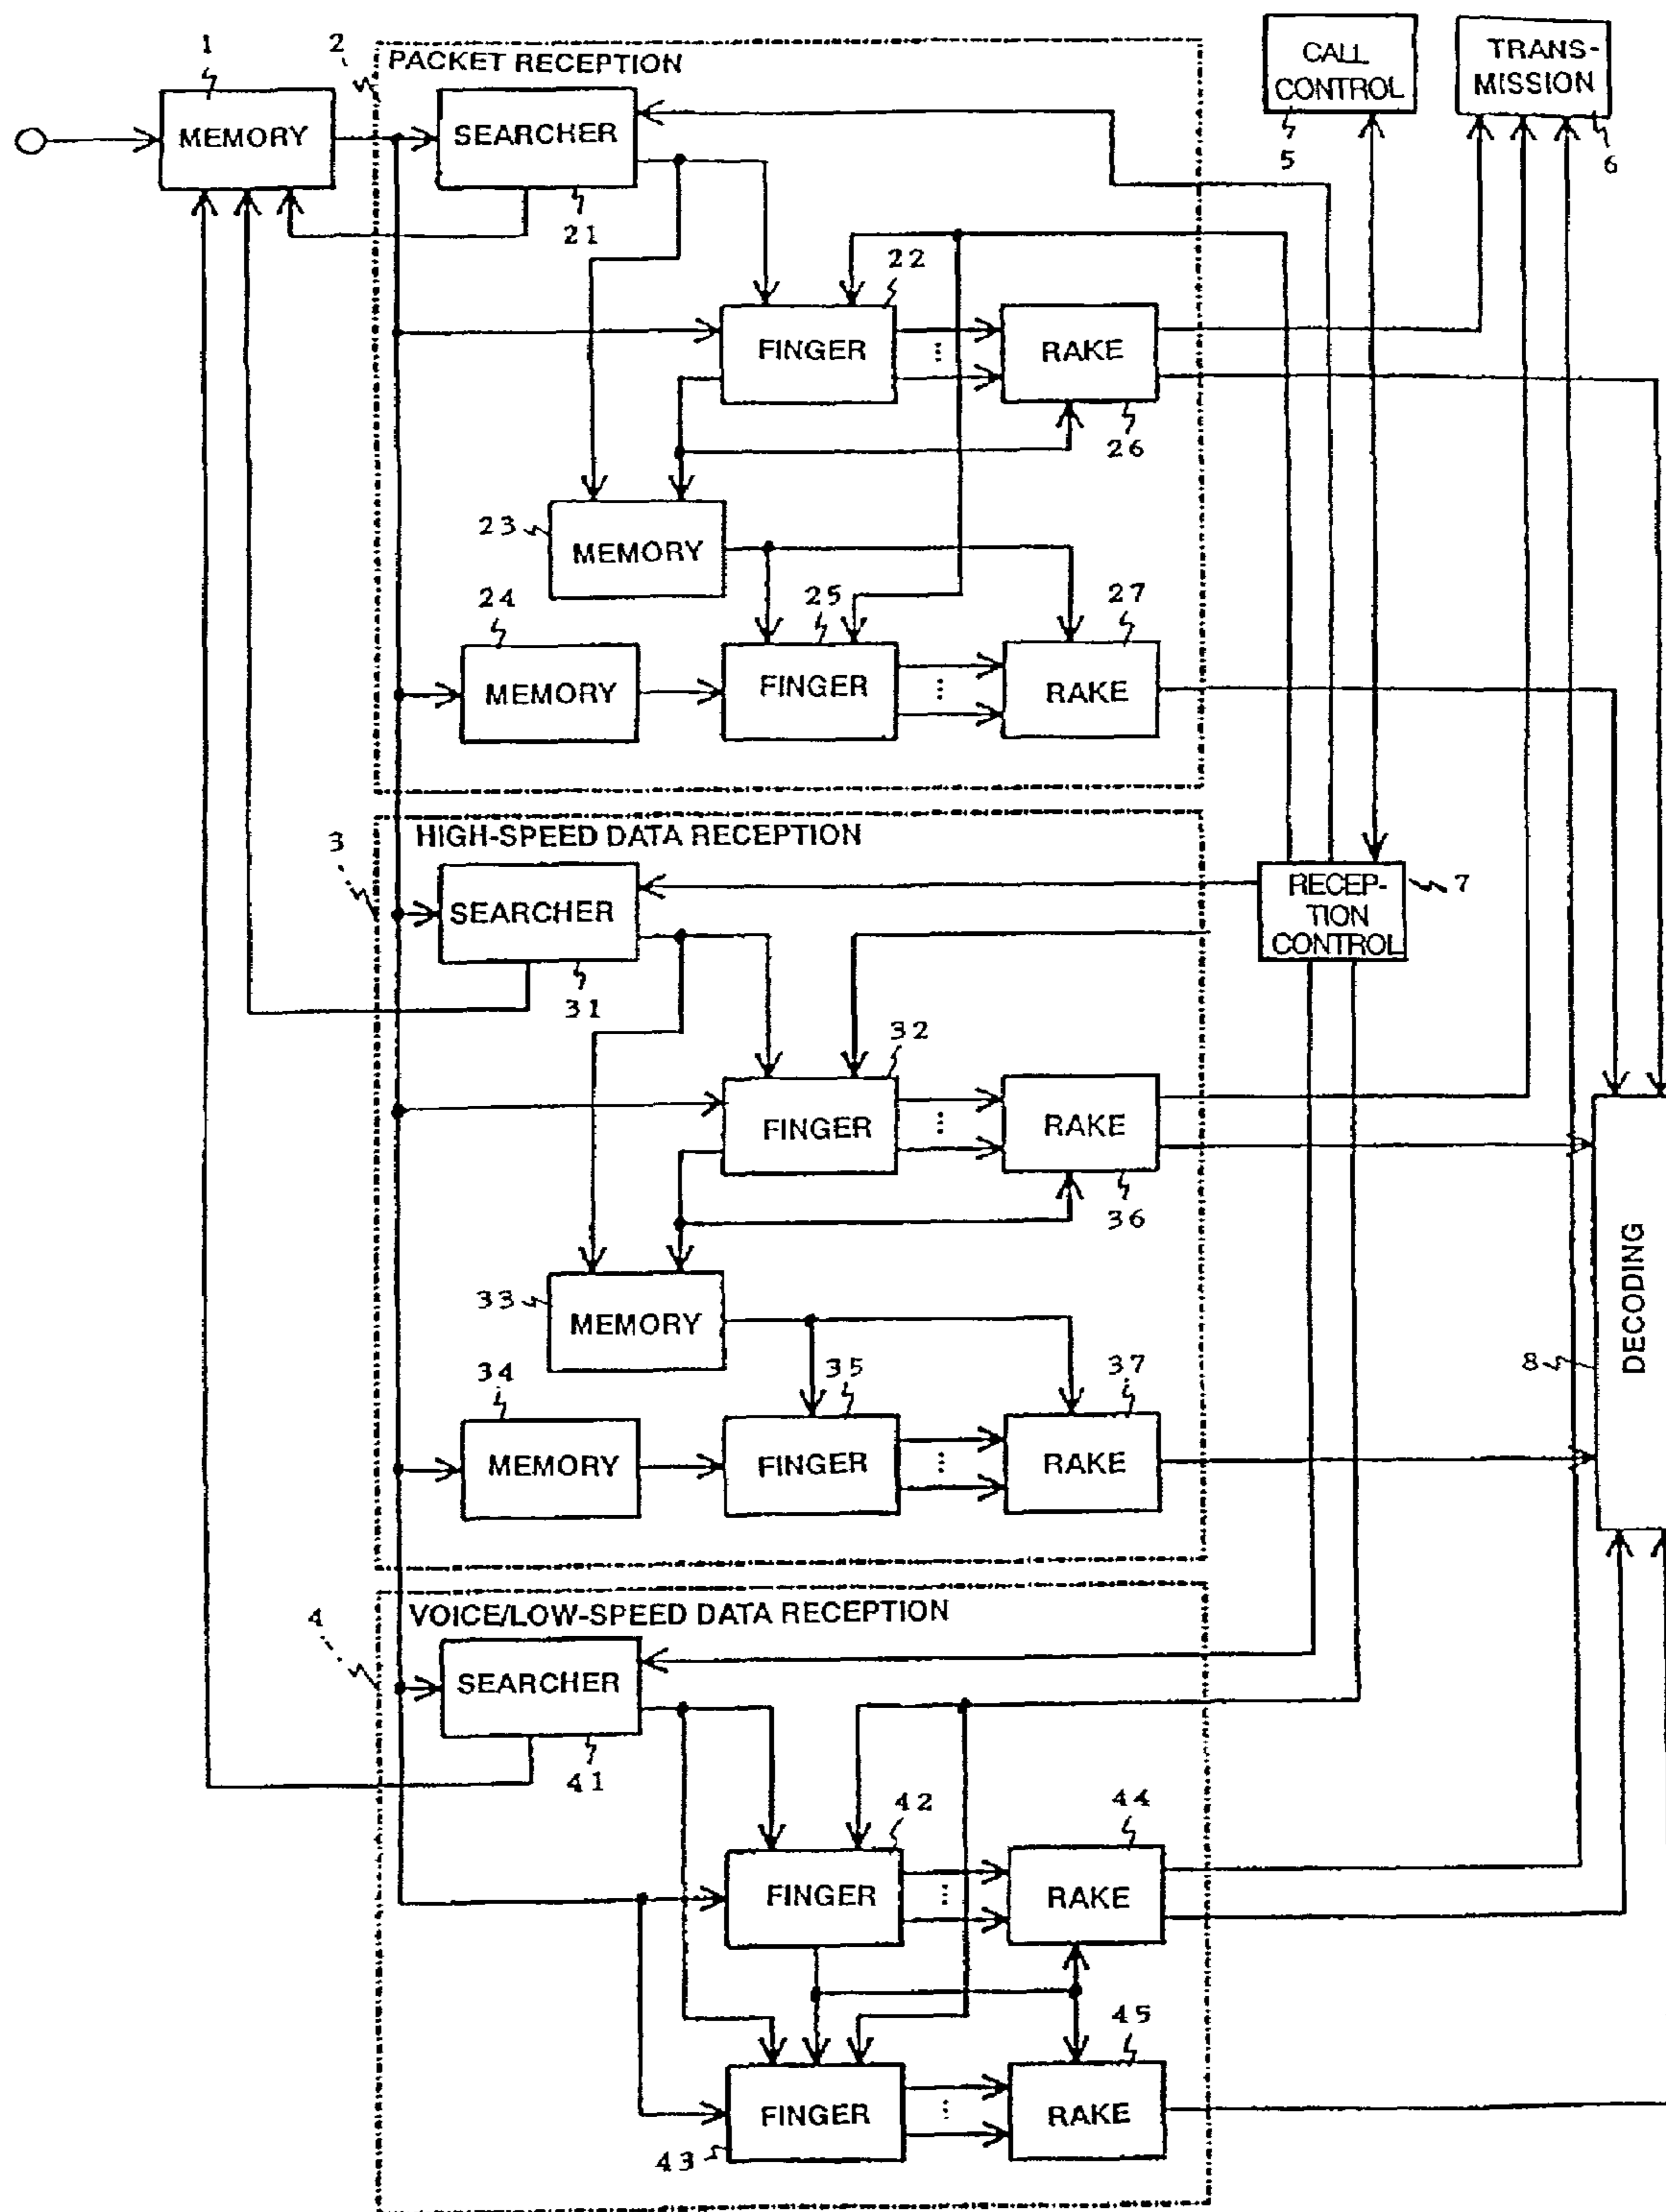 1
MEMORY
2
PACKET RECEPTION
SEARCHER
21
CALL
CONTROL
5
TRANS-
MISSION
6
22
FINGER
RAKE
26
23
MEMORY
24
MEMORY
25
FINGER
27
RAKE
3
HIGH-SPEED DATA RECEPTION
SEARCHER
31
RECEP-
TION
CONTROL
7
32
FINGER
RAKE
36
33
MEMORY
34
MEMORY
35
FINGER
37
RAKE
8
DECODING
4
VOICE/LOW-SPEED DATA RECEPTION
SEARCHER
41
42
FINGER
44
RAKE
43
FINGER
45
RAKE